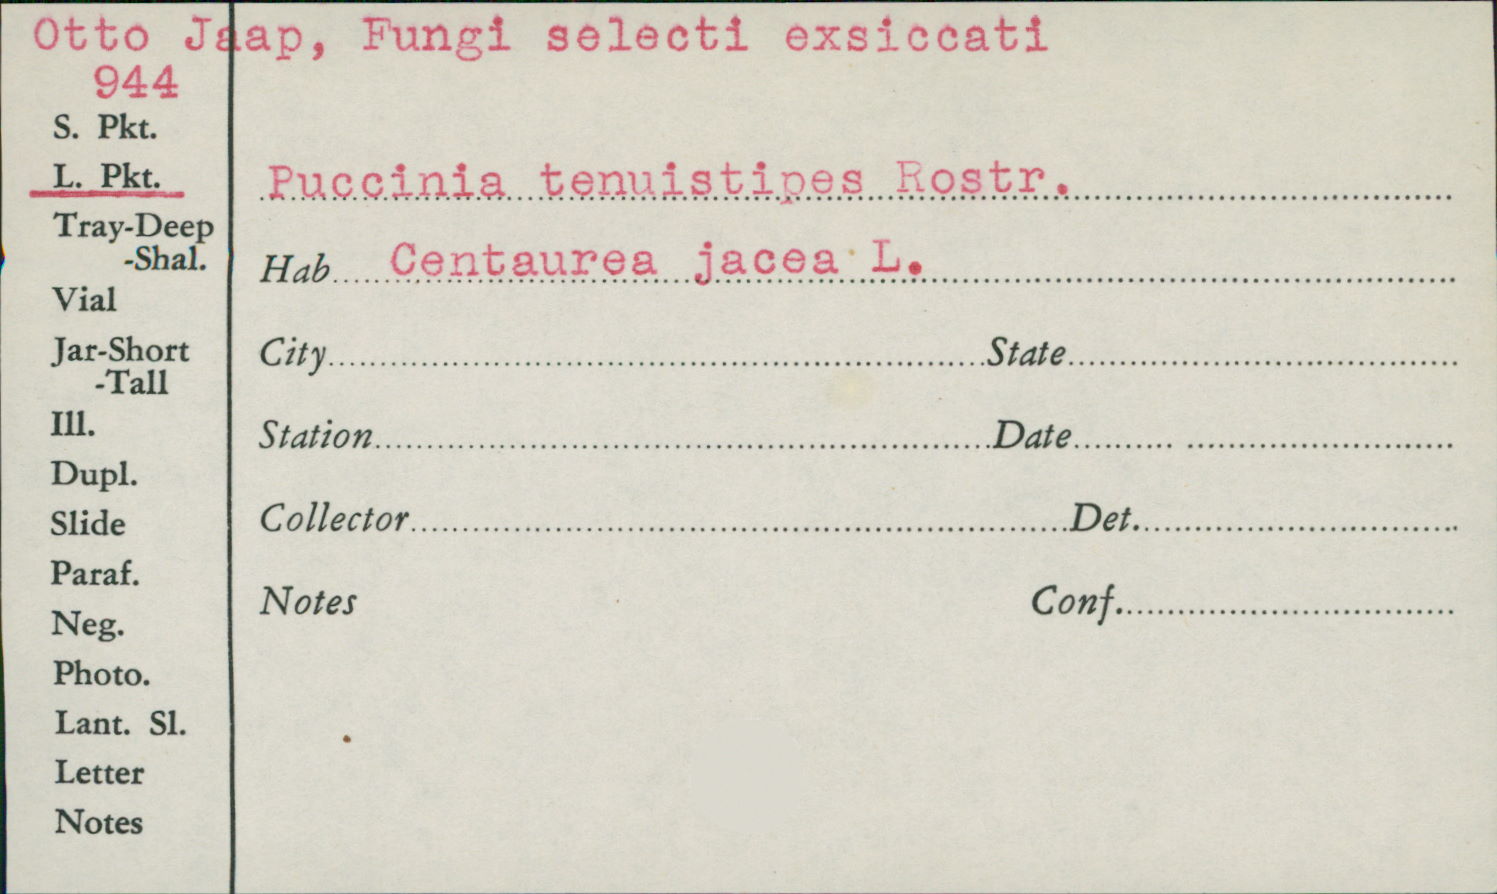 Otto Jaap, Fungi selecti exsiccati
944
S. Pkt.
L. Pkt.
Puccinia tenuistipes Rostr.
Tray-Deep
-Shal.
Hab Centaurea jacea L.
Vial
Jar-Short
-Tall
City State
Ill.
Station Date
Dupl.
Slide
Collector Det.
Paraf.
Neg.
Notes Conf.
Photo.
Lant. Sl.
Letter
Notes